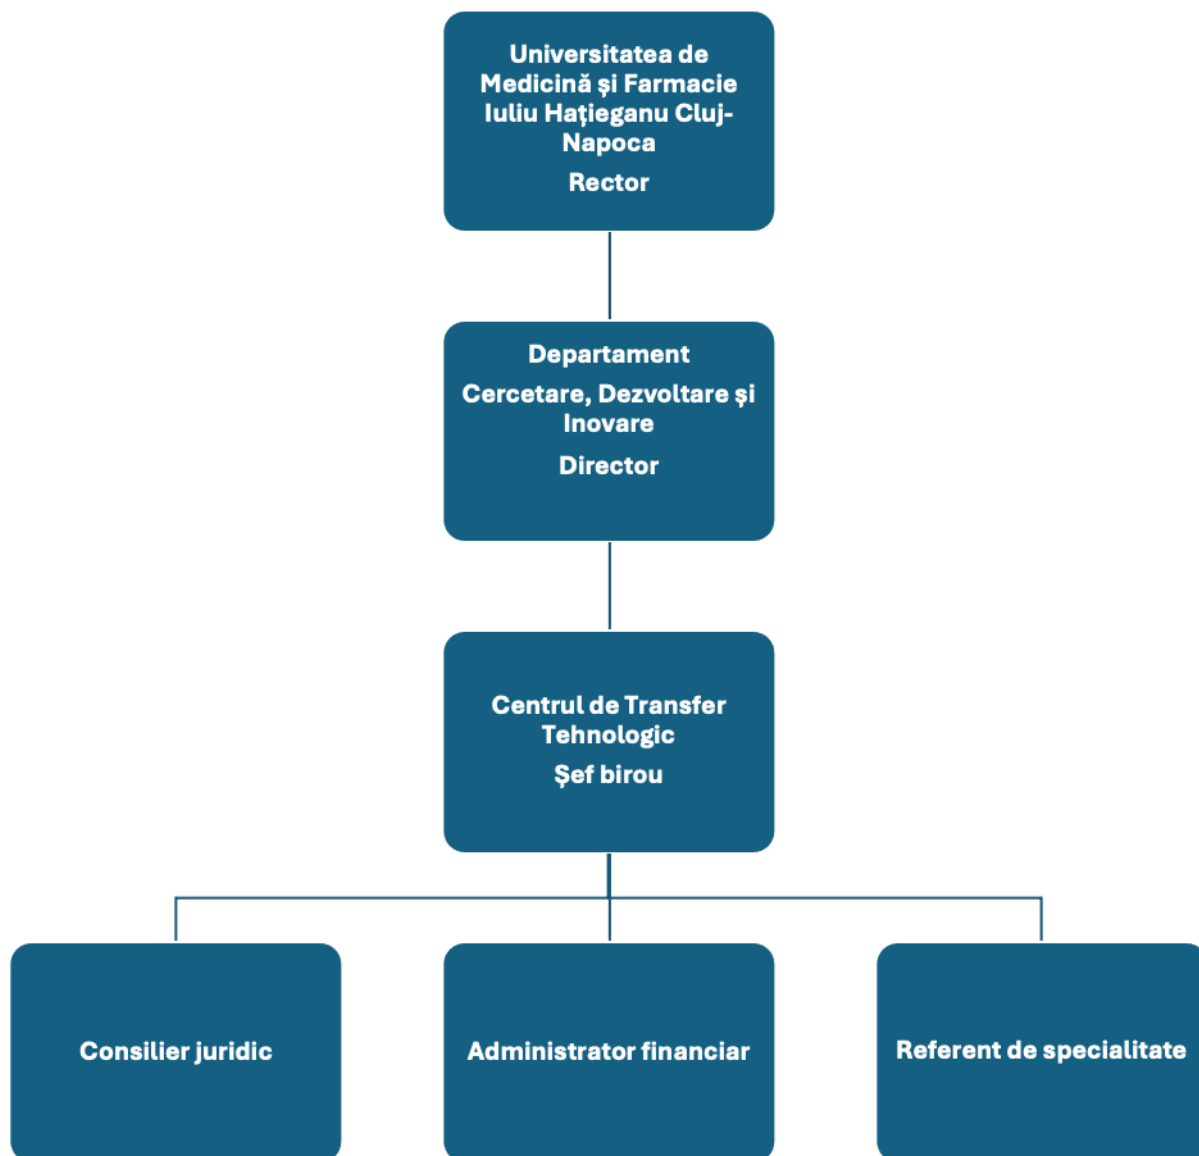 Universitatea de
Medicină și Farmacie
Iuliu Hațieganu Cluj-
Napoca
Rector
Departament
Cercetare, Dezvoltare și
Inovare
Director
Centrul de Transfer
Tehnologic
Șef birou
Consilier juridic
Administrator financiar
Referent de specialitate